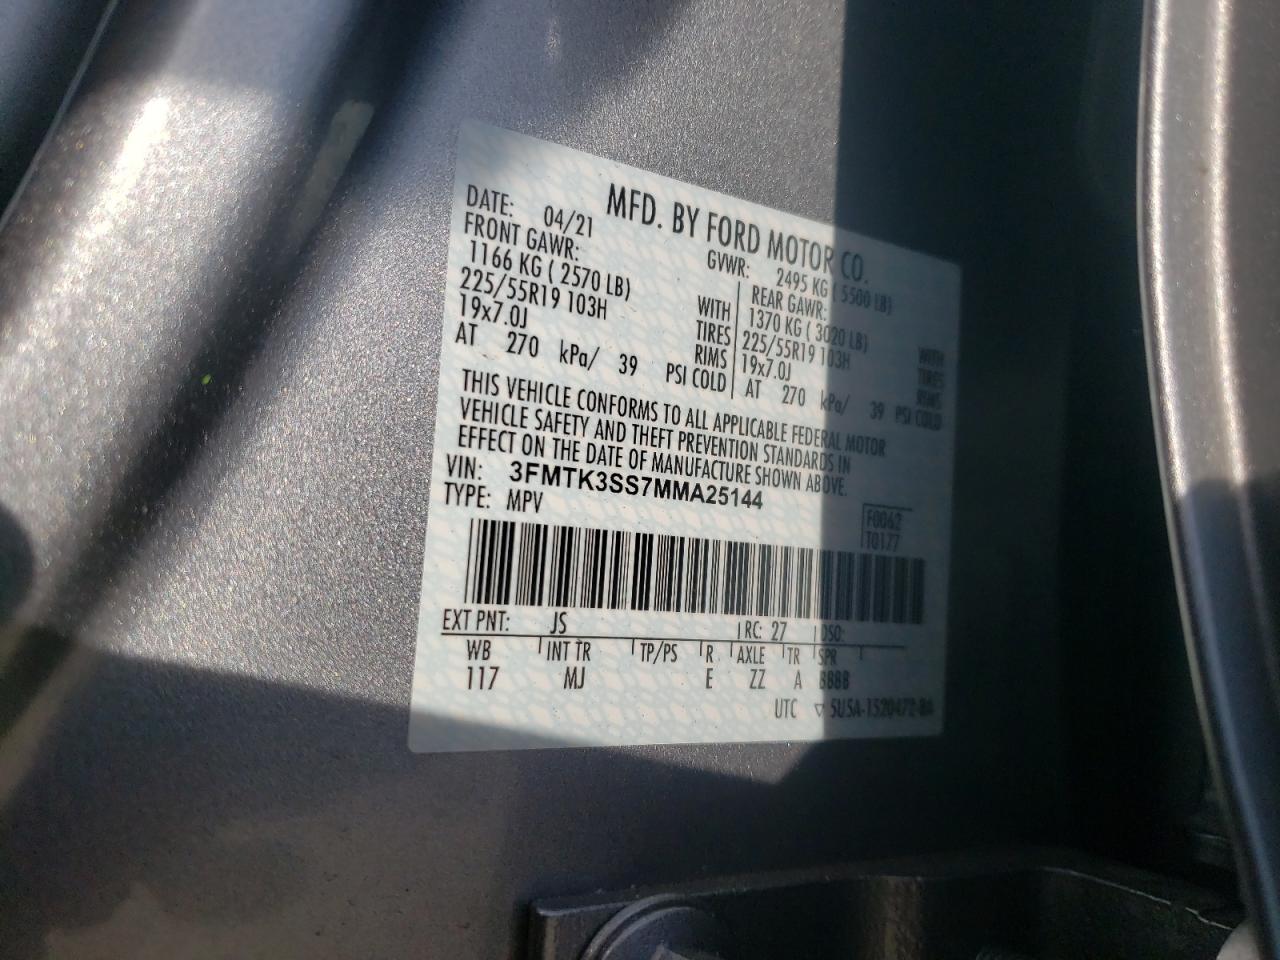 MFD. BY FORD MOTOR CO.
DATE: 04/21 GVWR: 2495 KG ( 5500 LB)
FRONT GAWR: REAR GAWR:
1166 KG ( 2570 LB) WITH 1370 KG ( 3020 LB) WITH
225/55R19 103H TIRES 225/55R19 103H TIRES
19x7.0J RIMS 19x7.0J RIMS
AT 270 kPa/ 39 PSI COLD AT 270 kPa/ 39 PSI COLD
THIS VEHICLE CONFORMS TO ALL APPLICABLE FEDERAL MOTOR
VEHICLE SAFETY AND THEFT PREVENTION STANDARDS IN
EFFECT ON THE DATE OF MANUFACTURE SHOWN ABOVE.
VIN: 3FMTK3SS7MMA25144
TYPE: MPV
F0062
T0177
EXT PNT: JS RC: 27 DSO:
WB INT TR TP/PS R AXLE TR SPR
117 MJ E ZZ A BBBB
UTC ▽ 5U5A-1520472-BA